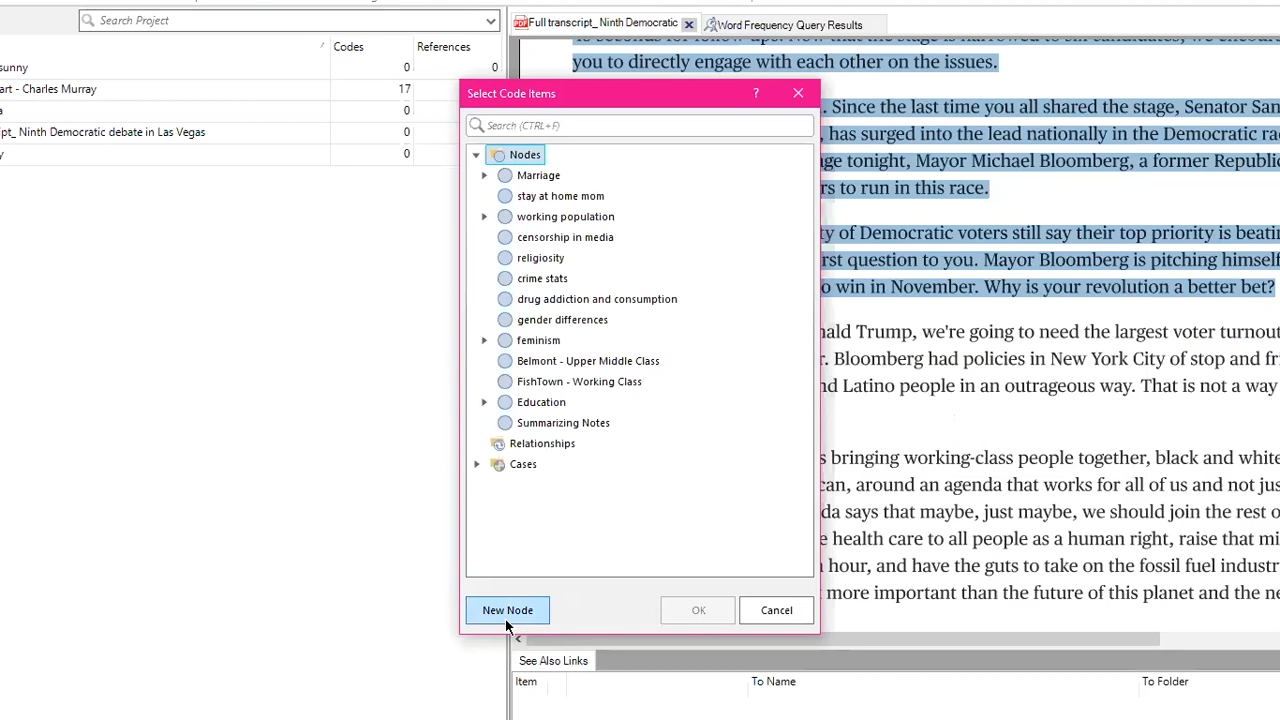 Search Project
Full transcript_ Ninth Democratic
Word Frequency Query Results
Codes
References
sunny
0
0
art - Charles Murray
17
a
0
pt_ Ninth Democratic debate in Las Vegas
0
y
0
you to directly engage with each other on the issues.
. Since the last time you all shared the stage, Senator San
, has surged into the lead nationally in the Democratic rac
ge tonight, Mayor Michael Bloomberg, a former Republic
rs to run in this race.
ty of Democratic voters still say their top priority is beatin
rst question to you. Mayor Bloomberg is pitching himself
o win in November. Why is your revolution a better bet?
nald Trump, we're going to need the largest voter turnout
r. Bloomberg had policies in New York City of stop and fri
nd Latino people in an outrageous way. That is not a way
s bringing working-class people together, black and white
can, around an agenda that works for all of us and not jus
da says that maybe, just maybe, we should join the rest o
e health care to all people as a human right, raise that mi
n hour, and have the guts to take on the fossil fuel industr
t more important than the future of this planet and the ne
Select Code Items
?
Search (CTRL+F)
Nodes
Marriage
stay at home mom
working population
censorship in media
religiosity
crime stats
drug addiction and consumption
gender differences
feminism
Belmont - Upper Middle Class
FishTown - Working Class
Education
Summarizing Notes
Relationships
Cases
New Node
OK
Cancel
See Also Links
Item
To Name
To Folder